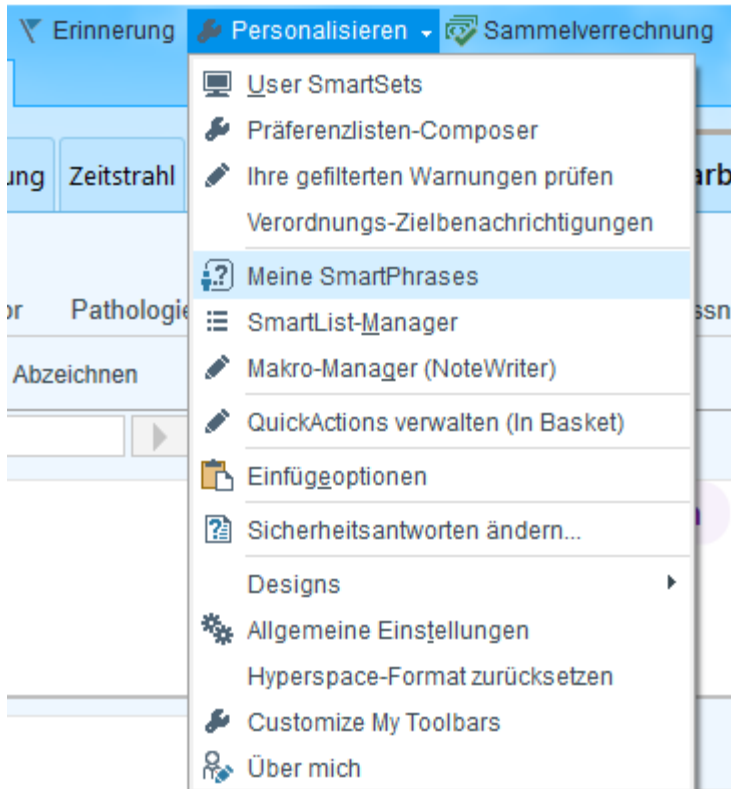 Erinnerung Personalisieren Sammelverrechnung
User SmartSets
Präferenzlisten-Composer
Zeitstrahl
Ihre gefilterten Warnungen prüfen
Verordnungs-Zielbenachrichtigungen
Meine SmartPhrases
Pathologie
SmartList-Manager
Abzeichnen
Makro-Manager (NoteWriter)
QuickActions verwalten (In Basket)
Einfügeoptionen
Sicherheitsantworten ändern...
Designs
Allgemeine Einstellungen
Hyperspace-Format zurücksetzen
Customize My Toolbars
Über mich